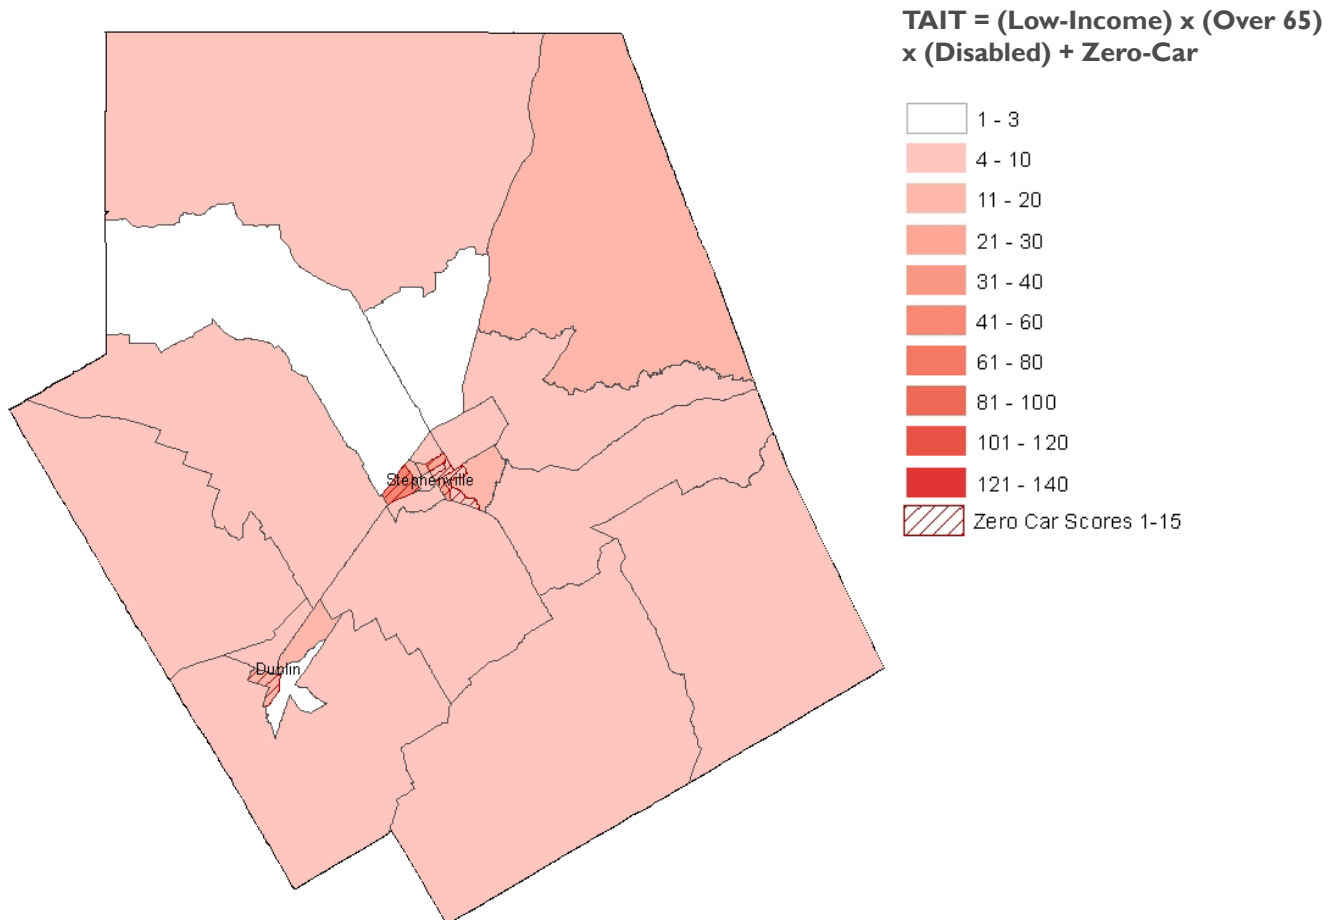 TAIT = (Low-Income) x (Over 65)
x (Disabled) + Zero-Car
1 - 3
4 - 10
11 - 20
21 - 30
31 - 40
41 - 60
61 - 80
81 - 100
101 - 120
121 - 140
Zero Car Scores 1-15
Stephenville
Dublin